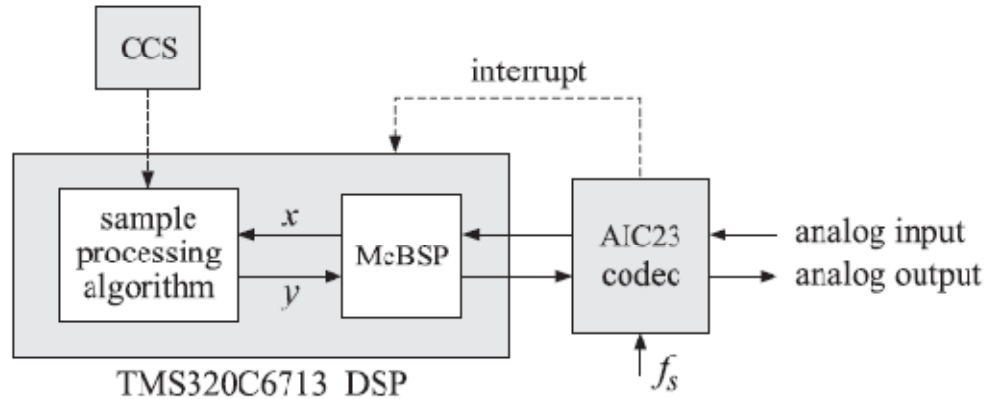 CCS
interrupt
sample
processing
algorithm
x
y
McBSP
AIC23
codec
analog input
analog output
fs
TMS320C6713 DSP